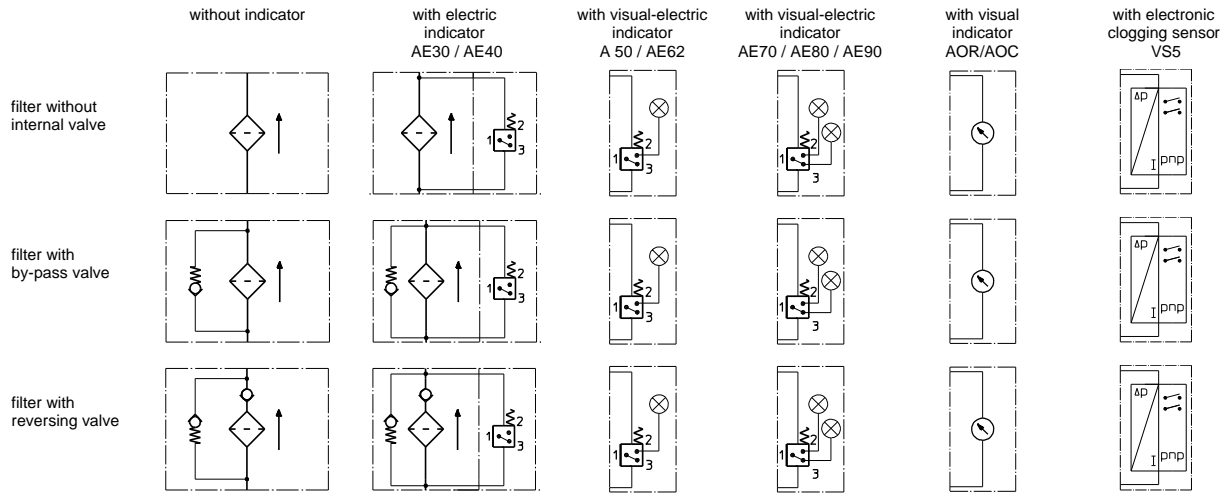 without indicator
with electric
indicator
AE30 / AE40
with visual-electric
indicator
A 50 / AE62
with visual-electric
indicator
AE70 / AE80 / AE90
with visual
indicator
AOR/AOC
with electronic
clogging sensor
VS5
filter without
internal valve
1
2
3
1
2
3
1
2
3
Δp
I
pnp
filter with
by-pass valve
1
2
3
1
2
3
1
2
3
Δp
I
pnp
filter with
reversing valve
1
2
3
1
2
3
1
2
3
Δp
I
pnp